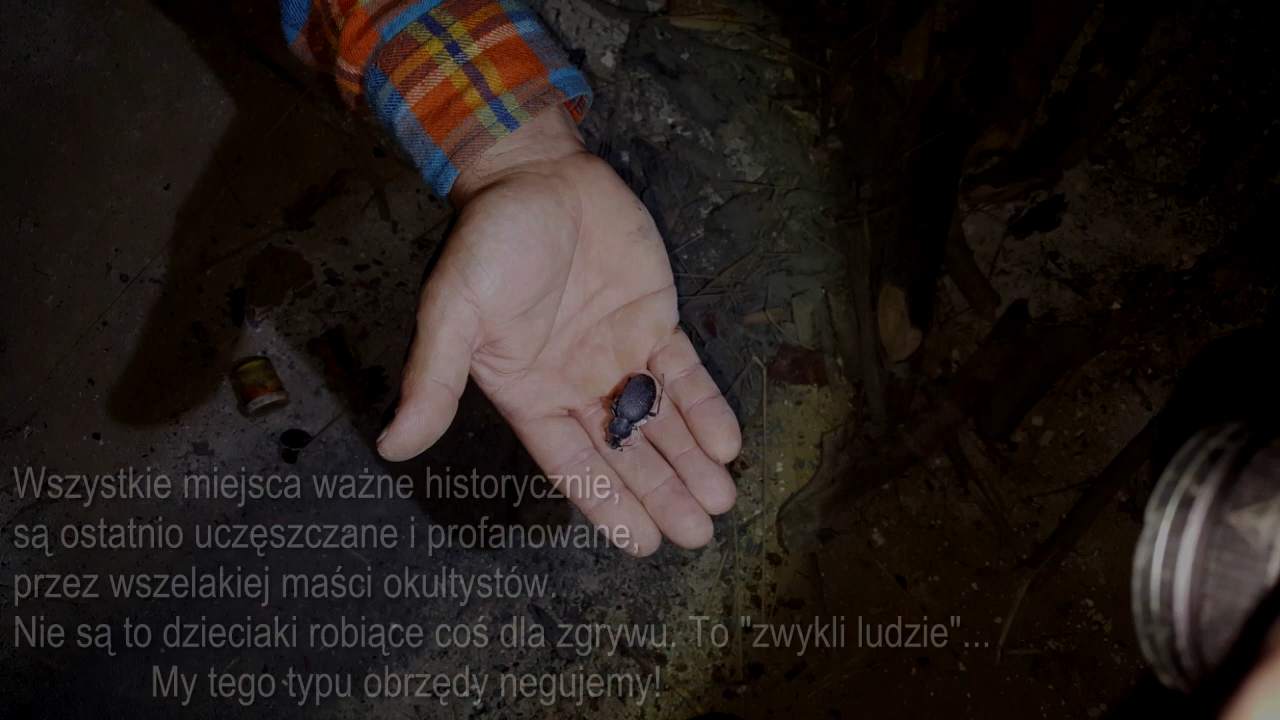 Wszystkie miejsca ważne historycznie,
są ostatnio uczęszczane i profanowane,
przez wszelakiej maści okultystów.
Nie są to dzieciaki robiące coś dla zgrywu. To "zwykli ludzie"...
My tego typu obrzędy negujemy!